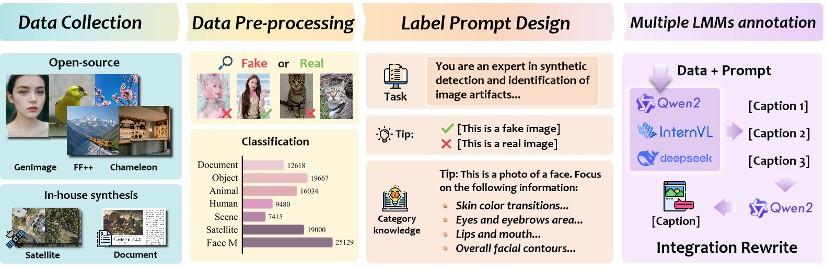 Data Collection
Data Pre-processing
Label Prompt Design
Multiple LMMs annotation
Open-source
GenImage
FF++
Chameleon
In-house synthesis
Satellite
Document
Fake or Real
Classification
Document 12618
Object 19667
Animal 16034
Human 9480
Scene 7415
Satellite 19000
Face M 25129
Task
You are an expert in synthetic
detection and identification of
image artifacts...
Tip:
[This is a fake image]
[This is a real image]
Category
knowledge
Tip: This is a photo of a face. Focus
on the following information:
Skin color transitions...
Eyes and eyebrows area...
Lips and mouth...
Overall facial contours...
Data + Prompt
Qwen2
InternVL
deepseek
[Caption 1]
[Caption 2]
[Caption 3]
Qwen2
[Caption]
Integration Rewrite